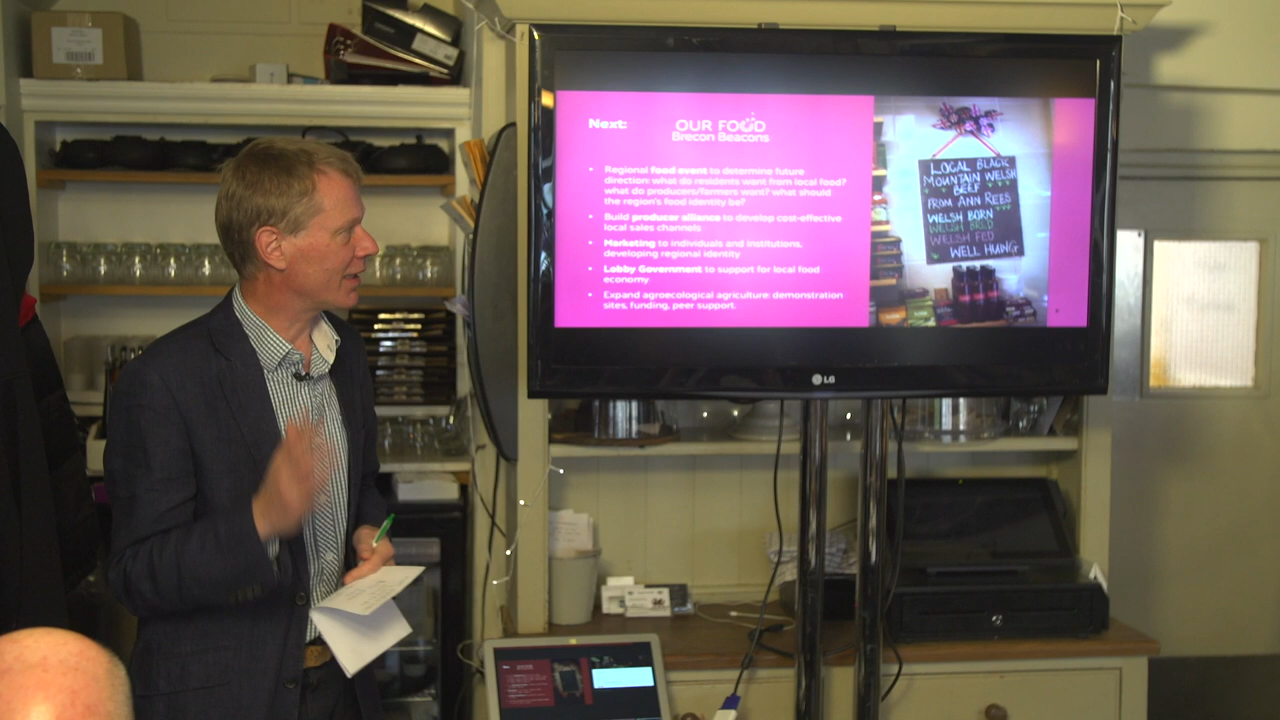 Next:
OUR FOOD
Brecon Beacons
• Regional food event to determine future
direction: what do residents want from local food?
what do producers/farmers want? what should
the region's food identity be?
• Build producer alliance to develop cost-effective
local sales channels
• Marketing to individuals and institutions,
developing regional identity
• Lobby Government to support for local food
economy
• Expand agroecological agriculture: demonstration
sites, funding, peer support.
LOCAL BLACK
MOUNTAIN WELSH
BEEF
FROM ANN REES
WELSH BORN
WELSH BRED
WELSH FED
WELL HUNG
LG